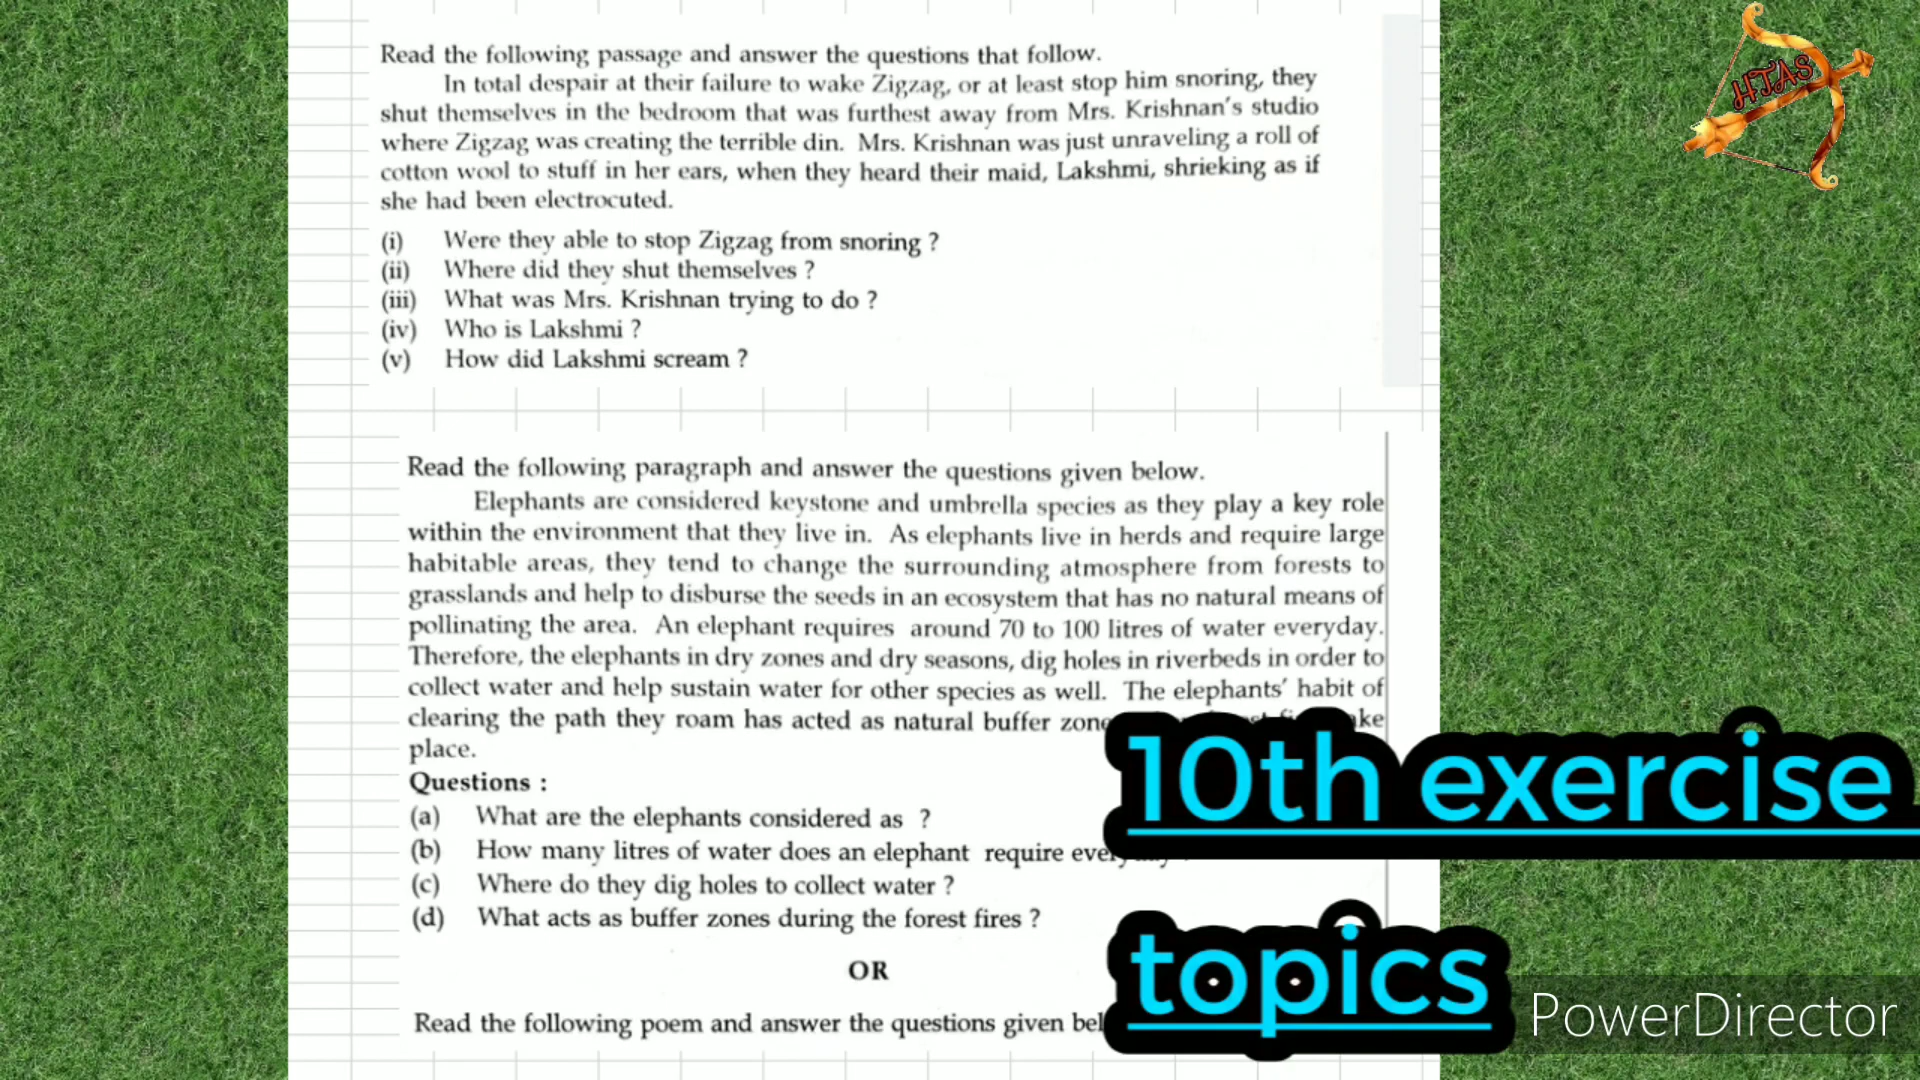 Read the following passage and answer the questions that follow.
In total despair at their failure to wake Zigzag, or at least stop him snoring, they
shut themselves in the bedroom that was furthest away from Mrs. Krishnan's studio
where Zigzag was creating the terrible din. Mrs. Krishnan was just unraveling a roll of
cotton wool to stuff in her ears, when they heard their maid, Lakshmi, shrieking as if
she had been electrocuted.
(i) Were they able to stop Zigzag from snoring ?
(ii) Where did they shut themselves ?
(iii) What was Mrs. Krishnan trying to do ?
(iv) Who is Lakshmi ?
(v) How did Lakshmi scream ?
Read the following paragraph and answer the questions given below.
Elephants are considered keystone and umbrella species as they play a key role
within the environment that they live in. As elephants live in herds and require large
habitable areas, they tend to change the surrounding atmosphere from forests to
grasslands and help to disburse the seeds in an ecosystem that has no natural means of
pollinating the area. An elephant requires around 70 to 100 litres of water everyday.
Therefore, the elephants in dry zones and dry seasons, dig holes in riverbeds in order to
collect water and help sustain water for other species as well. The elephants' habit of
clearing the path they roam has acted as natural buffer
place.
Questions :
(a) What are the elephants considered as ?
(b) How many litres of water does an elephant require
(c) Where do they dig holes to collect water ?
(d) What acts as buffer zones during the forest fires ?
OR
Read the following poem and answer the questions given
HTAS
10th exercise
topics
PowerDirector